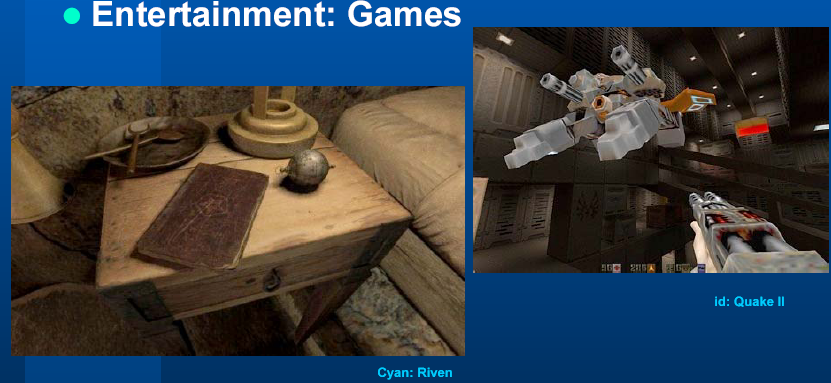 Entertainment: Games
id: Quake II
Cyan: Riven